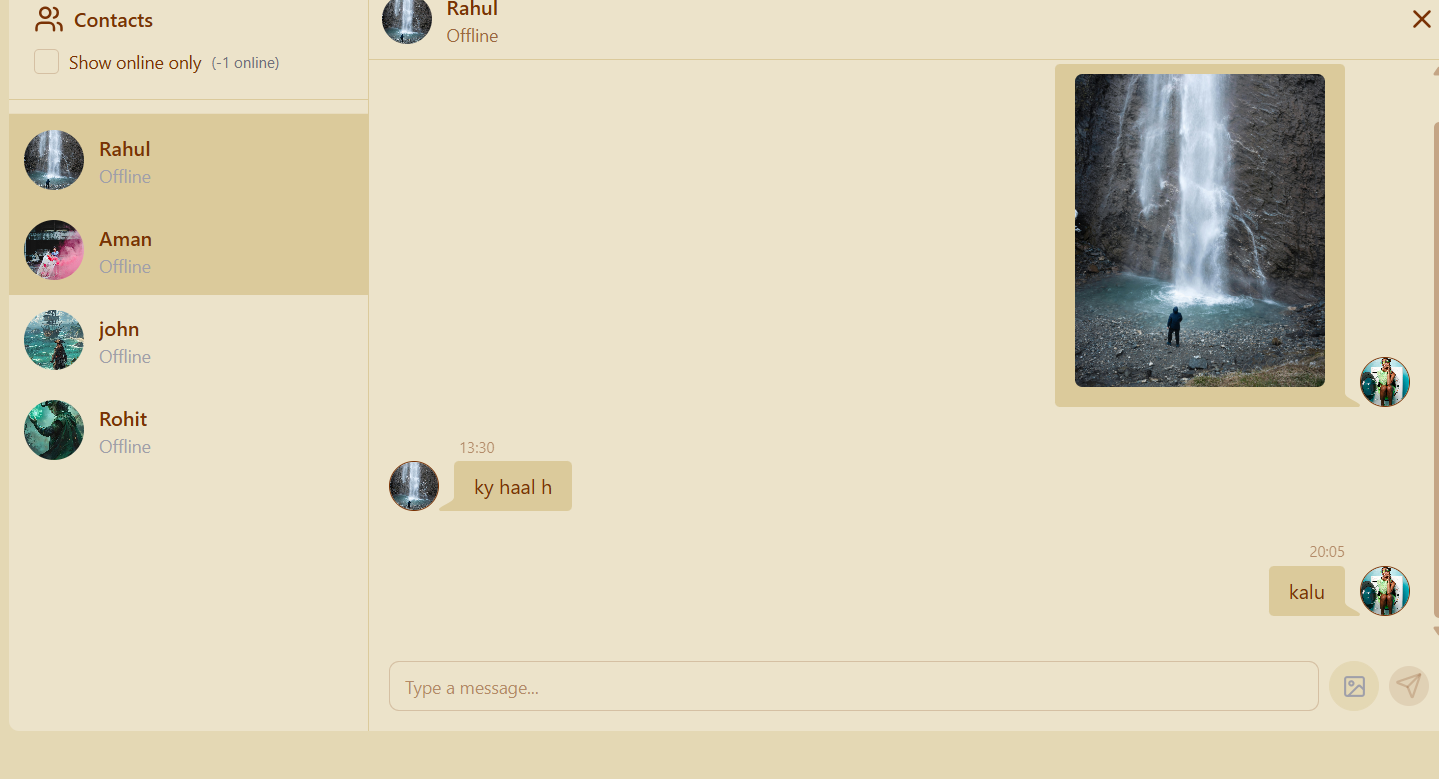 Contacts
Show online only (-1 online)
Rahul
Offline
Aman
Offline
john
Offline
Rohit
Offline
Rahul
Offline
13:30
ky haal h
20:05
kalu
Type a message...